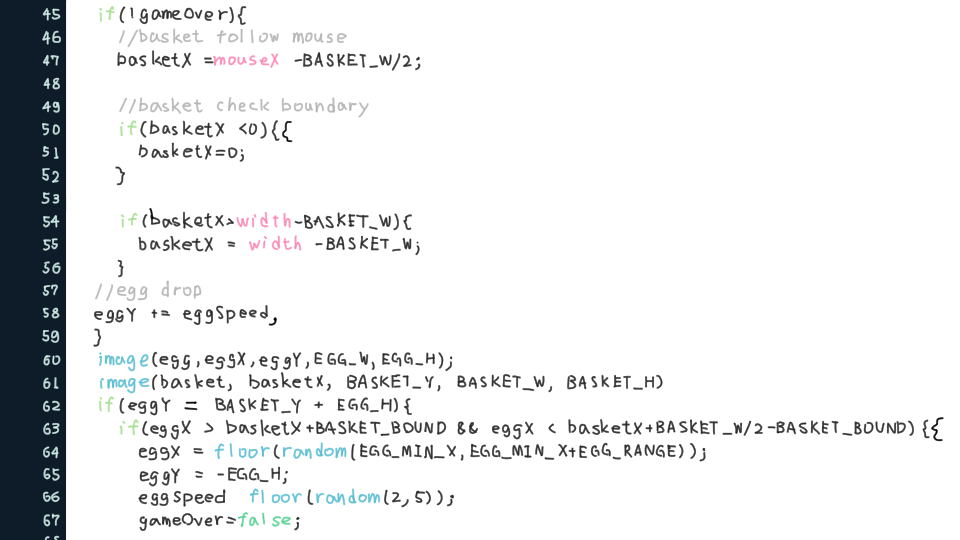 45 if(!gameOver){
46 //basket follow mouse
47 basketX =mouseX -BASKET_W/2;
48
49 //basket check boundary
50 if(basketX <0){{
51 basketX=0;
52 }
53
54 if(basketX>width-BASKET_W){
55 basketX = width -BASKET_W;
56 }
57 //egg drop
58 eggY += eggSpeed,
59 }
60 image(egg,eggX,eggY,EGG_W,EGG_H);
61 image(basket, basketX, BASKET_Y, BASKET_W, BASKET_H)
62 if(eggY = BASKET_Y + EGG_H){
63 if(eggX > basketX+BASKET_BOUND && eggX < basketX+BASKET_W/2-BASKET_BOUND){{
64 eggX = floor(random(EGG_MIN_X,EGG_MIN_X+EGG_RANGE));
65 eggY = -EGG_H;
66 eggSpeed floor(random(2,5));
67 gameOver=false;